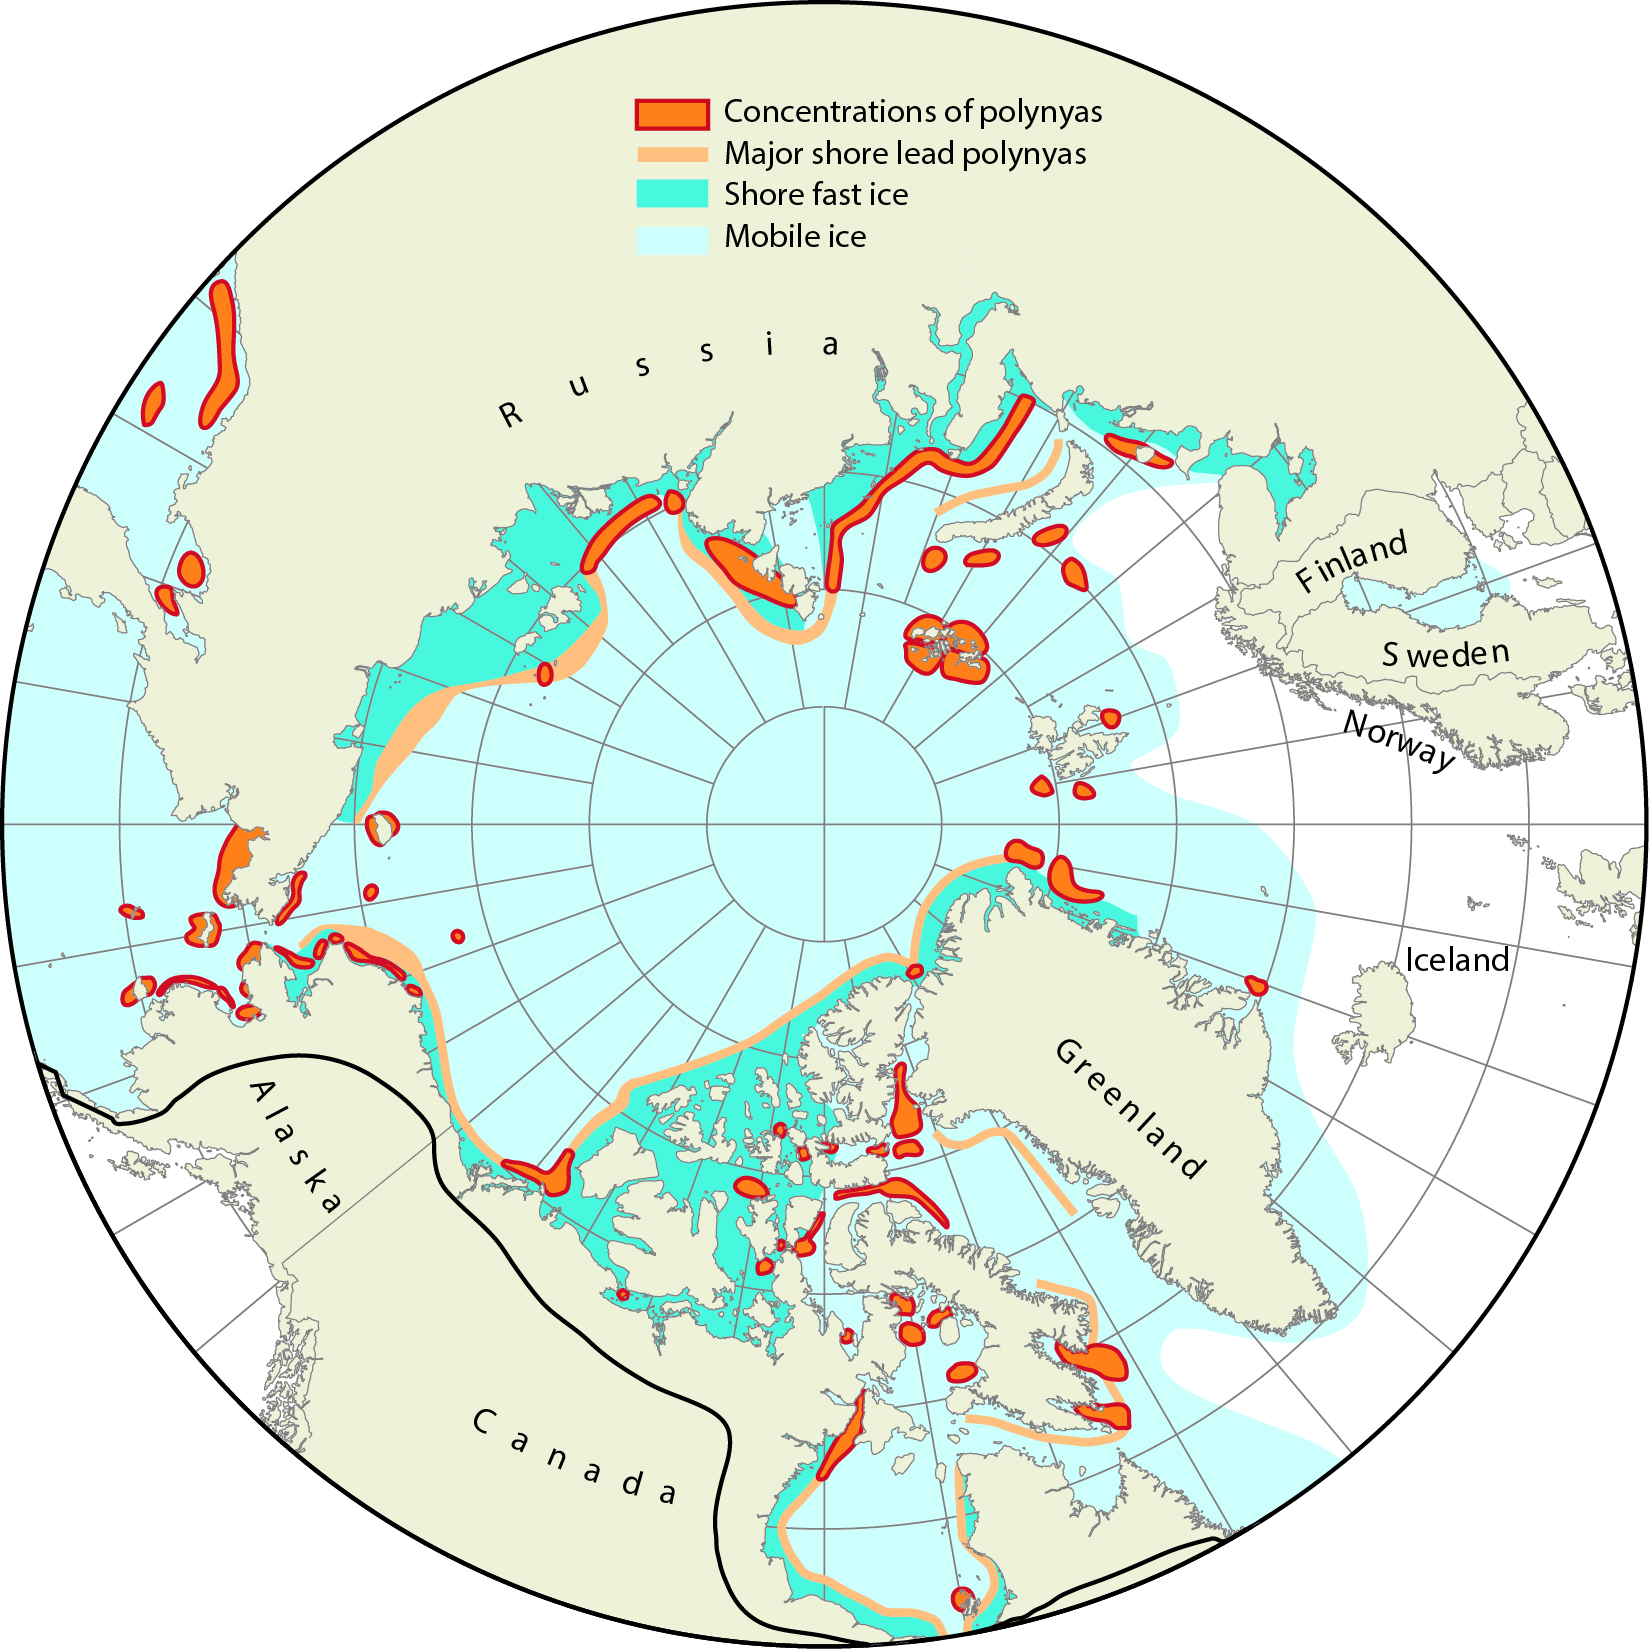 Concentrations of polynyas
Major shore lead polynyas
Shore fast ice
Mobile ice
Russia
Finland
Sweden
Norway
Iceland
Greenland
Alaska
Canada